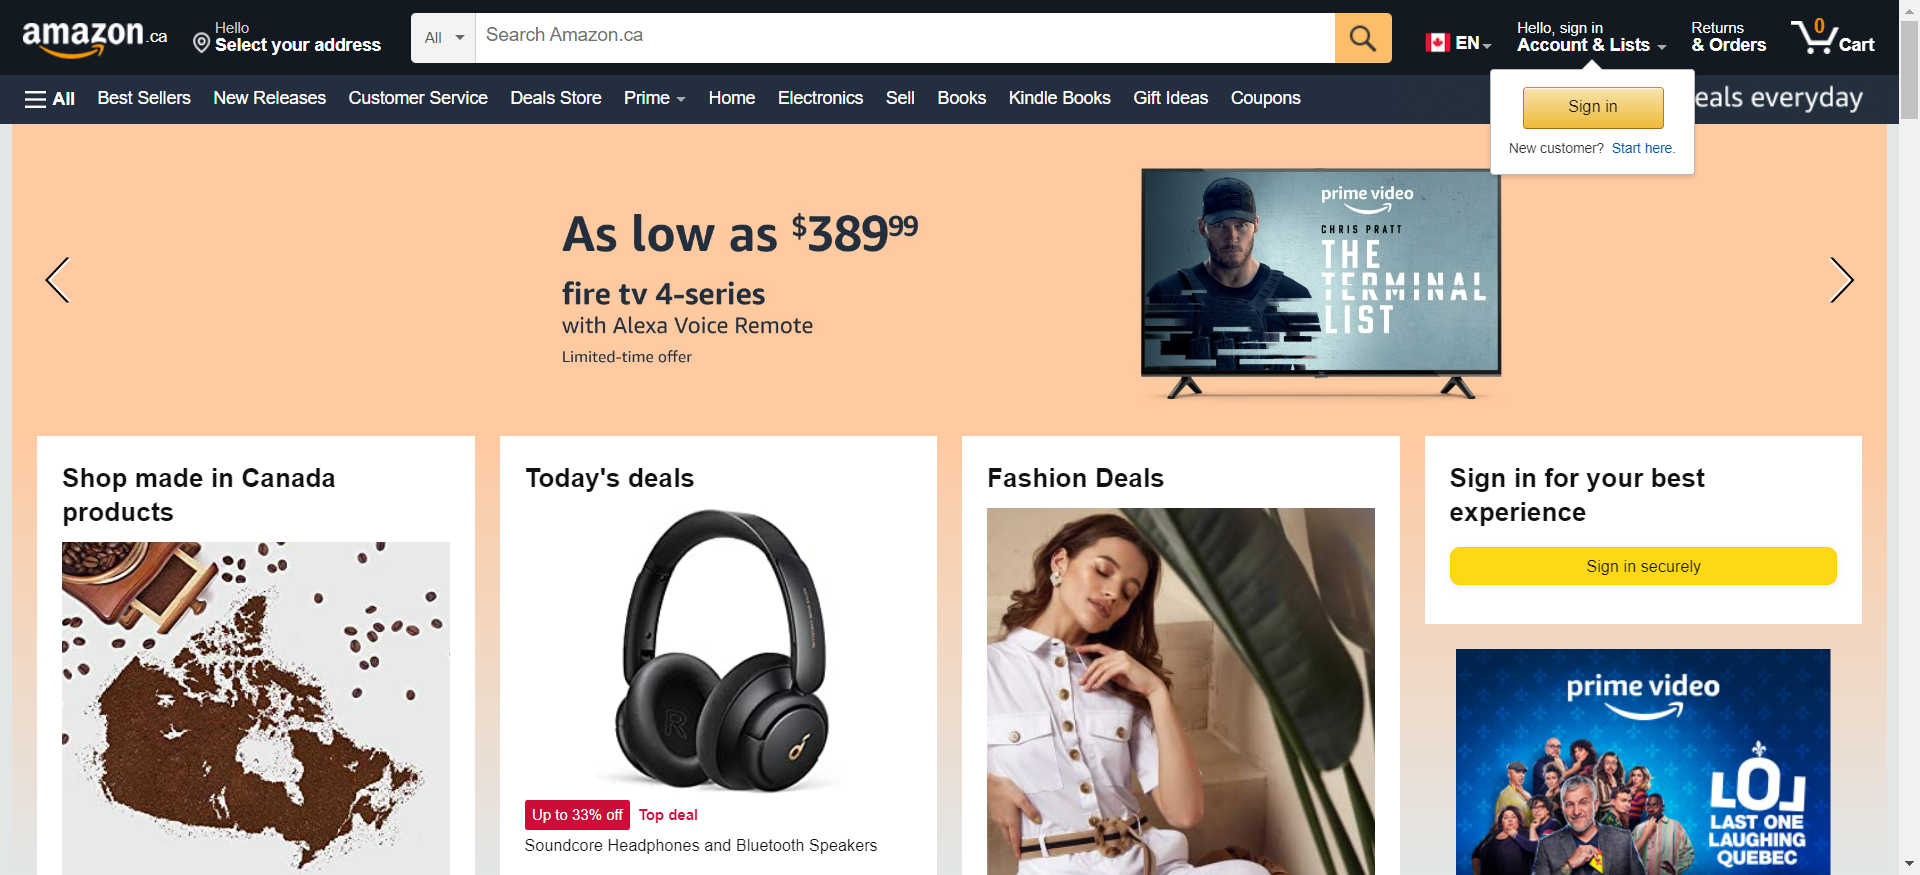 amazon.ca
Hello
Select your address
All
Search Amazon.ca
EN
Hello, sign in
Account & Lists
Returns
& Orders
0
Cart
All
Best Sellers
New Releases
Customer Service
Deals Store
Prime
Home
Electronics
Sell
Books
Kindle Books
Gift Ideas
Coupons
eals everyday
Sign in
New customer? Start here.
As low as $38999
fire tv 4-series
with Alexa Voice Remote
Limited-time offer
prime video
CHRIS PRATT
THE
TERMINAL
LIST
Shop made in Canada
products
Today's deals
R
Up to 33% off
Top deal
Soundcore Headphones and Bluetooth Speakers
Fashion Deals
Sign in for your best
experience
Sign in securely
prime video
LOL
LAST ONE
LAUGHING
QUEBEC